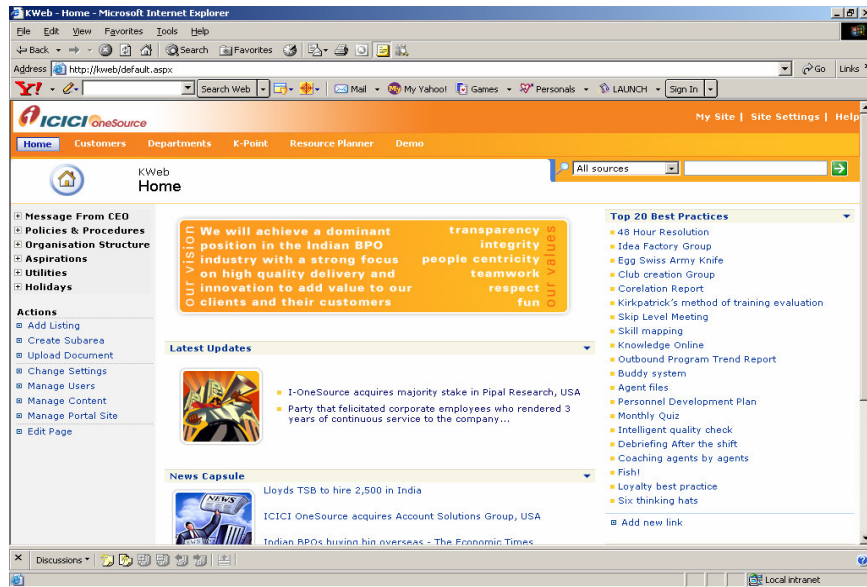 KWeb - Home - Microsoft Internet Explorer
File Edit View Favorites Tools Help
Back Search Favorites
Address http://kweb/default.aspx Go Links
Y! Search Web Mail My Yahoo! Games Personals LAUNCH Sign In
ICICI OneSource
My Site | Site Settings | Help
Home Customers Departments K-Point Resource Planner Demo
KWeb
Home
All sources
Message From CEO
Policies & Procedures
Organisation Structure
Aspirations
Utilities
Holidays
Actions
Add Listing
Create Subarea
Upload Document
Change Settings
Manage Users
Manage Content
Manage Portal Site
Edit Page
our vision
We will achieve a dominant
position in the Indian BPO
industry with a strong focus
on high quality delivery and
innovation to add value to our
clients and their customers
transparency
integrity
people centricity
teamwork
respect
fun
our values
Latest Updates
I-OneSource acquires majority stake in Pipal Research, USA
Party that felicitated corporate employees who rendered 3
years of continuous service to the company...
News Capsule
NEWS
Lloyds TSB to hire 2,500 in India
ICICI OneSource acquires Account Solutions Group, USA
Indian BPOs buying big overseas - The Economic Times
Top 20 Best Practices
48 Hour Resolution
Idea Factory Group
Egg Swiss Army Knife
Club creation Group
Corelation Report
Kirkpatrick's method of training evaluation
Skip Level Meeting
Skill mapping
Knowledge Online
Outbound Program Trend Report
Buddy system
Agent files
Personnel Development Plan
Monthly Quiz
Intelligent quality check
Debriefing After the shift
Coaching agents by agents
Fish!
Loyalty best practice
Six thinking hats
Add new link
Discussions
Local intranet